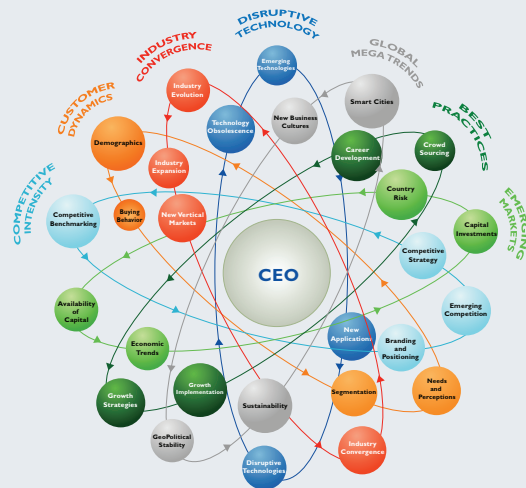 DISRUPTIVE
TECHNOLOGY
INDUSTRY
CONVERGENCE
GLOBAL
MEGA TRENDS
CUSTOMER
DYNAMICS
BEST
PRACTICES
COMPETITIVE
INTENSITY
EMERGING
MARKETS
Emerging
Technologies
Industry
Evolution
Smart Cities
Technology
Obsolescence
New Business
Cultures
Demographics
Career
Development
Crowd
Sourcing
Industry
Expansion
Country
Risk
Competitive
Benchmarking
Buying
Behavior
New Vertical
Markets
Capital
Investments
Competitive
Strategy
CEO
Availability
of
Capital
Emerging
Competition
New
Applications
Economic
Trends
Branding
and
Positioning
Growth
Strategies
Growth
Implementation
Sustainability
Segmentation
Needs
and
Perceptions
GeoPolitical
Stability
Industry
Convergence
Disruptive
Technologies